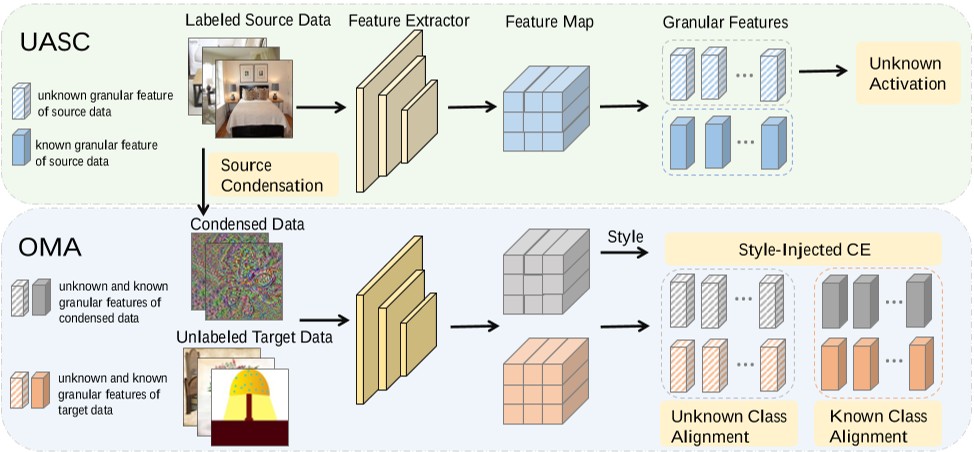 UASC
Labeled Source Data
Feature Extractor
Feature Map
Granular Features
unknown granular feature
of source data
known granular feature
of source data
Unknown
Activation
Source
Condensation
OMA
Condensed Data
Style
Style-Injected CE
unknown and known
granular features of
condensed data
Unlabeled Target Data
unknown and known
granular features of
target data
Unknown Class
Alignment
Known Class
Alignment